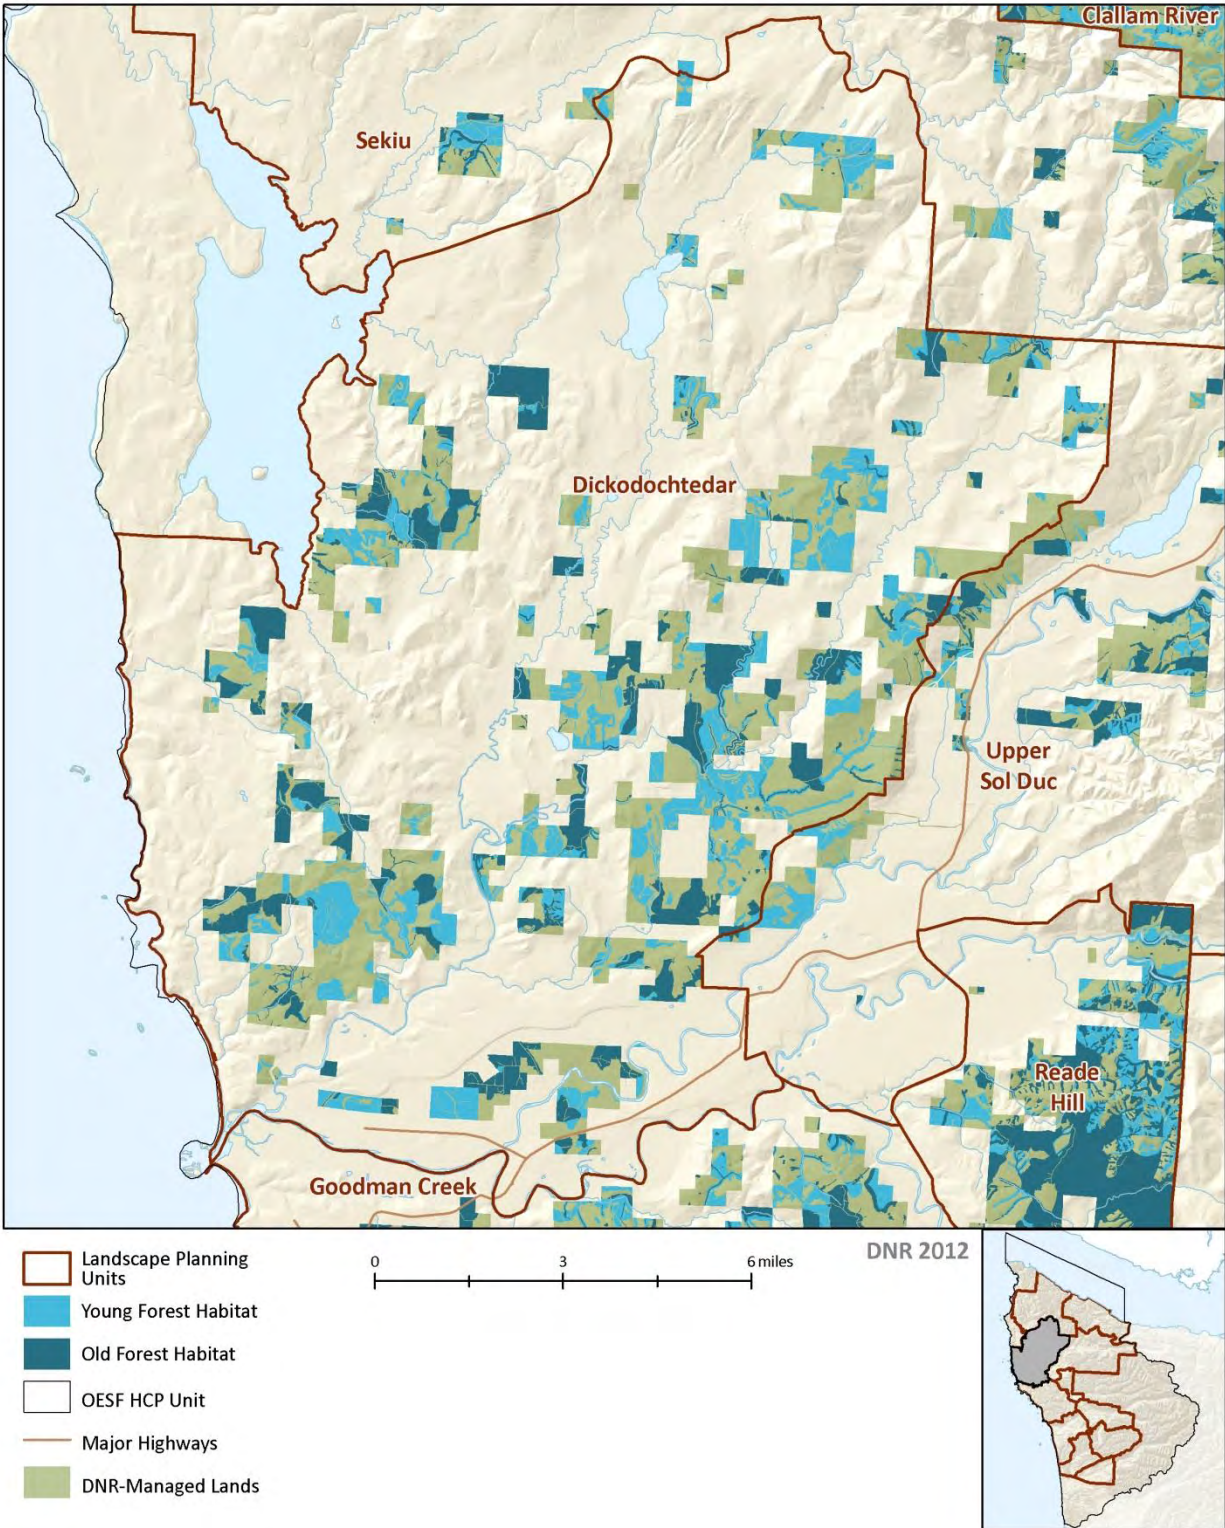 Clallam River
Sekiu
Dickodochtedar
Upper
Sol Duc
Reade
Hill
Goodman Creek
Landscape Planning
Units
Young Forest Habitat
Old Forest Habitat
OESF HCP Unit
Major Highways
DNR-Managed Lands
0 3 6 miles
DNR 2012